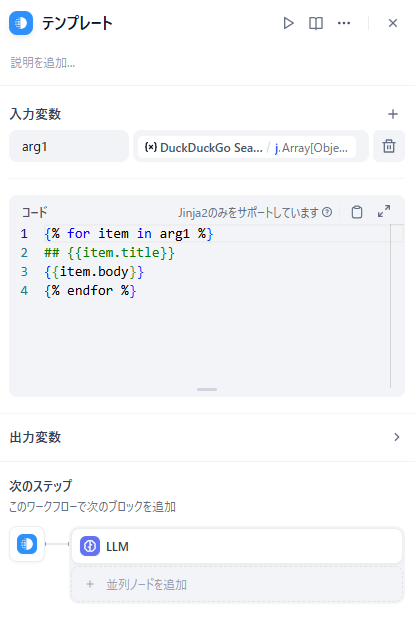 テンプレート
説明を追加...
入力変数
arg1
(x) DuckDuckGo Sea... / j. Array[Obje...
コード
Jinja2のみをサポートしています
1 {% for item in arg1 %}
2 ## {{item.title}}
3 {{item.body}}
4 {% endfor %}
出力変数
次のステップ
このワークフローで次のブロックを追加
LLM
+ 並列ノードを追加